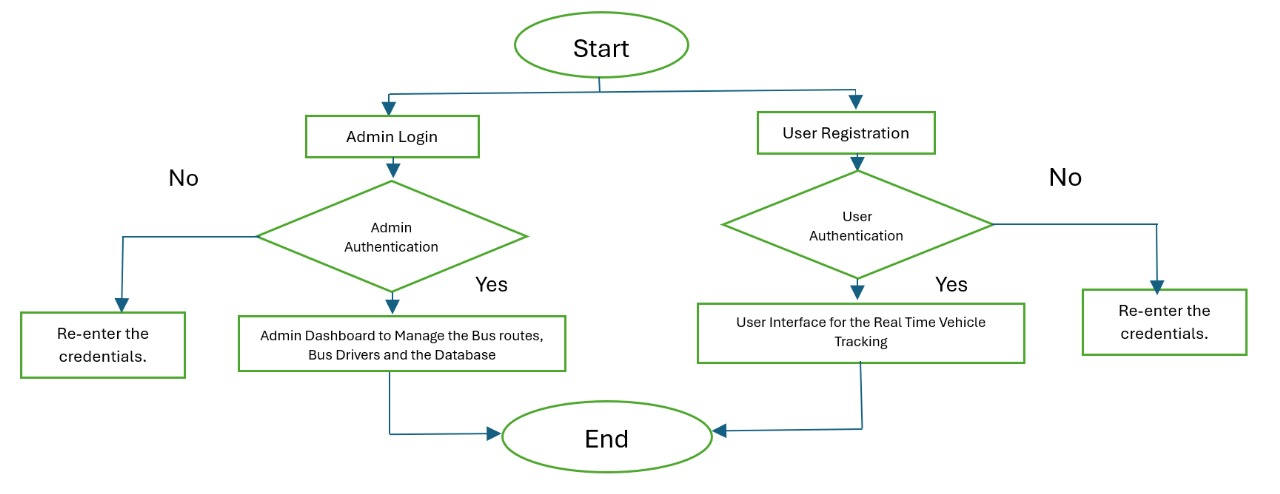 Start
Admin Login
User Registration
No
No
Admin
Authentication
User
Authentication
Yes
Yes
Re-enter the
credentials.
Admin Dashboard to Manage the Bus routes,
Bus Drivers and the Database
User Interface for the Real Time Vehicle
Tracking
Re-enter the
credentials.
End